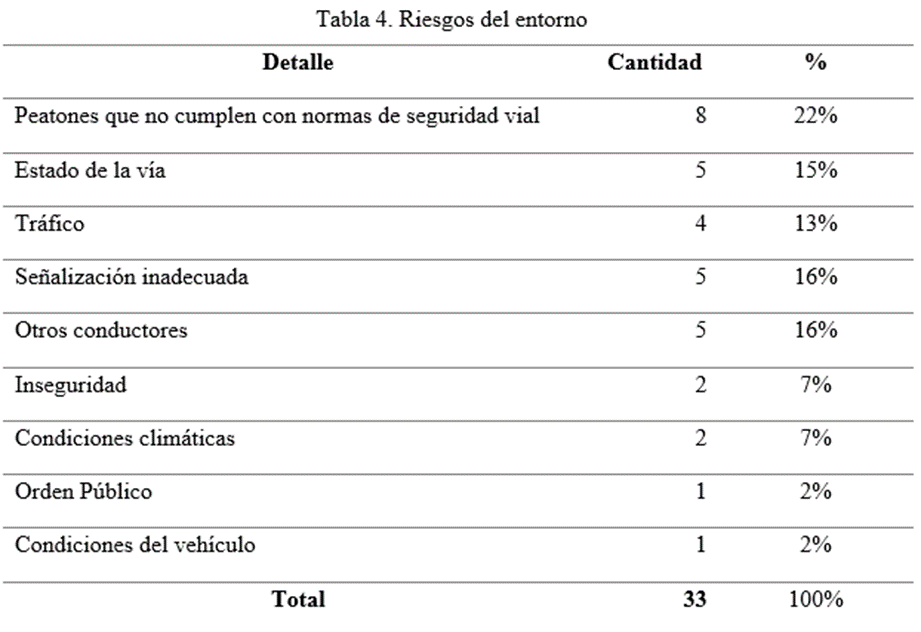 Tabla 4. Riesgos del entorno
Detalle Cantidad %
Peatones que no cumplen con normas de seguridad vial 8 22%
Estado de la vía 5 15%
Tráfico 4 13%
Señalización inadecuada 5 16%
Otros conductores 5 16%
Inseguridad 2 7%
Condiciones climáticas 2 7%
Orden Público 1 2%
Condiciones del vehículo 1 2%
Total 33 100%